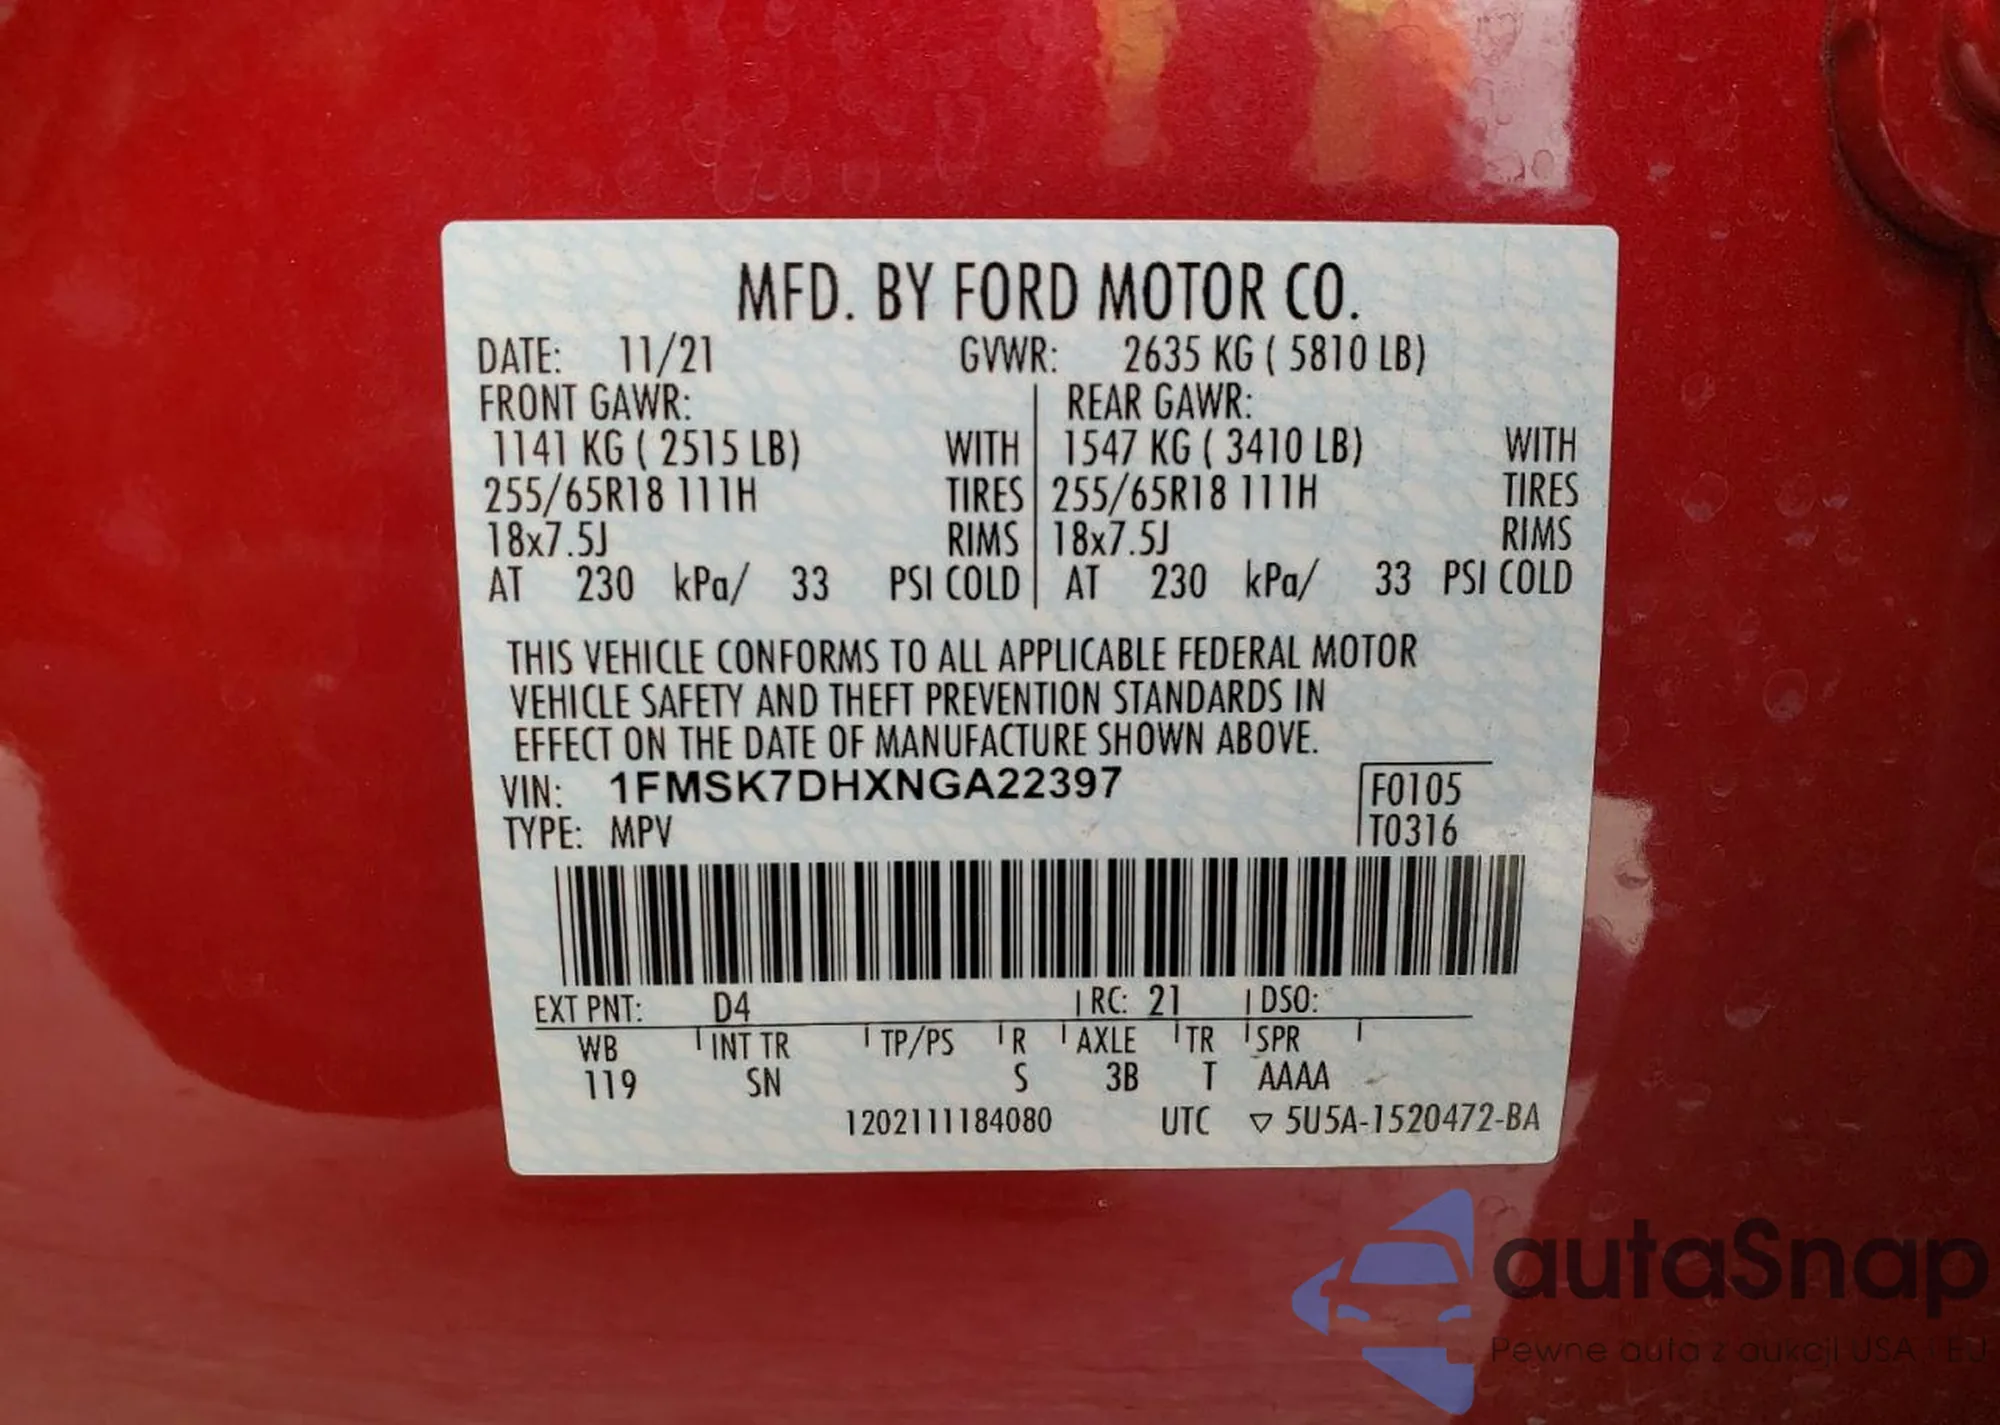 MFD. BY FORD MOTOR CO.
DATE: 11/21 GVWR: 2635 KG ( 5810 LB)
FRONT GAWR: REAR GAWR:
1141 KG ( 2515 LB) WITH 1547 KG ( 3410 LB) WITH
255/65R18 111H TIRES 255/65R18 111H TIRES
18x7.5J RIMS 18x7.5J RIMS
AT 230 kPa/ 33 PSI COLD AT 230 kPa/ 33 PSI COLD
THIS VEHICLE CONFORMS TO ALL APPLICABLE FEDERAL MOTOR
VEHICLE SAFETY AND THEFT PREVENTION STANDARDS IN
EFFECT ON THE DATE OF MANUFACTURE SHOWN ABOVE.
VIN: 1FMSK7DHXNGA22397 F0105
TYPE: MPV T0316
EXT PNT: D4 RC: 21 DSO:
WB INT TR TP/PS R AXLE TR SPR
119 SN S 3B T AAAA
1202111184080 UTC ▽ 5U5A-1520472-BA
autaSnap
Pewne auta z aukcji USA i EU